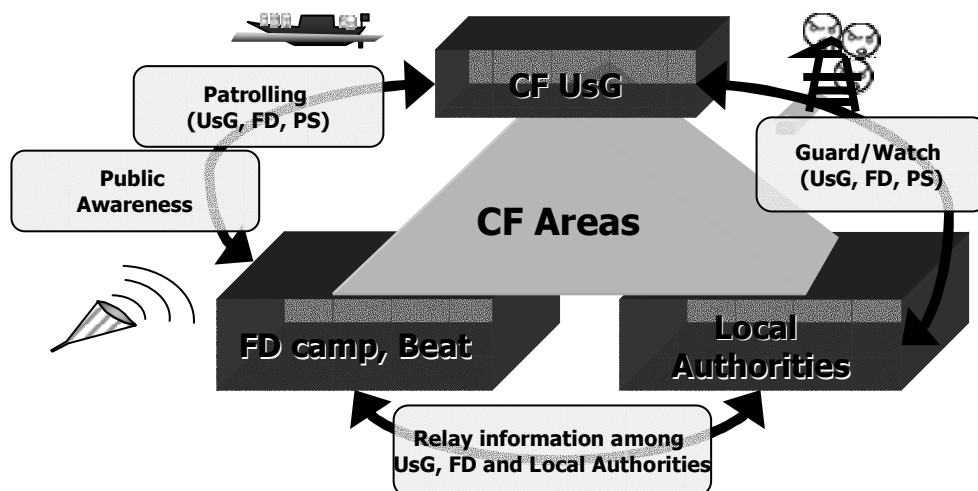 CF UsG
Patrolling
(UsG, FD, PS)
Public
Awareness
Guard/Watch
(UsG, FD, PS)
CF Areas
FD camp, Beat
Local
Authorities
Relay information among
UsG, FD and Local Authorities